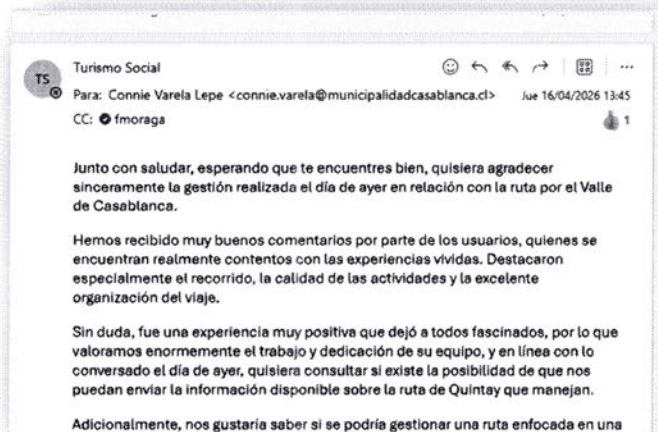 Turismo Social
TS
Para: Connie Varela Lepe <connie.varela@municipalidadcasablanca.cl>
Jue 16/04/2026 13:45
CC: fmoraga
1
Junto con saludar, esperando que te encuentres bien, quisiera agradecer
sinceramente la gestión realizada el día de ayer en relación con la ruta por el Valle
de Casablanca.
Hemos recibido muy buenos comentarios por parte de los usuarios, quienes se
encuentran realmente contentos con las experiencias vividas. Destacaron
especialmente el recorrido, la calidad de las actividades y la excelente
organización del viaje.
Sin duda, fue una experiencia muy positiva que dejó a todos fascinados, por lo que
valoramos enormemente el trabajo y dedicación de su equipo, y en línea con lo
conversado el día de ayer, quisiera consultar si existe la posibilidad de que nos
puedan enviar la información disponible sobre la ruta de Quintay que manejan.
Adicionalmente, nos gustaría saber si se podría gestionar una ruta enfocada en una